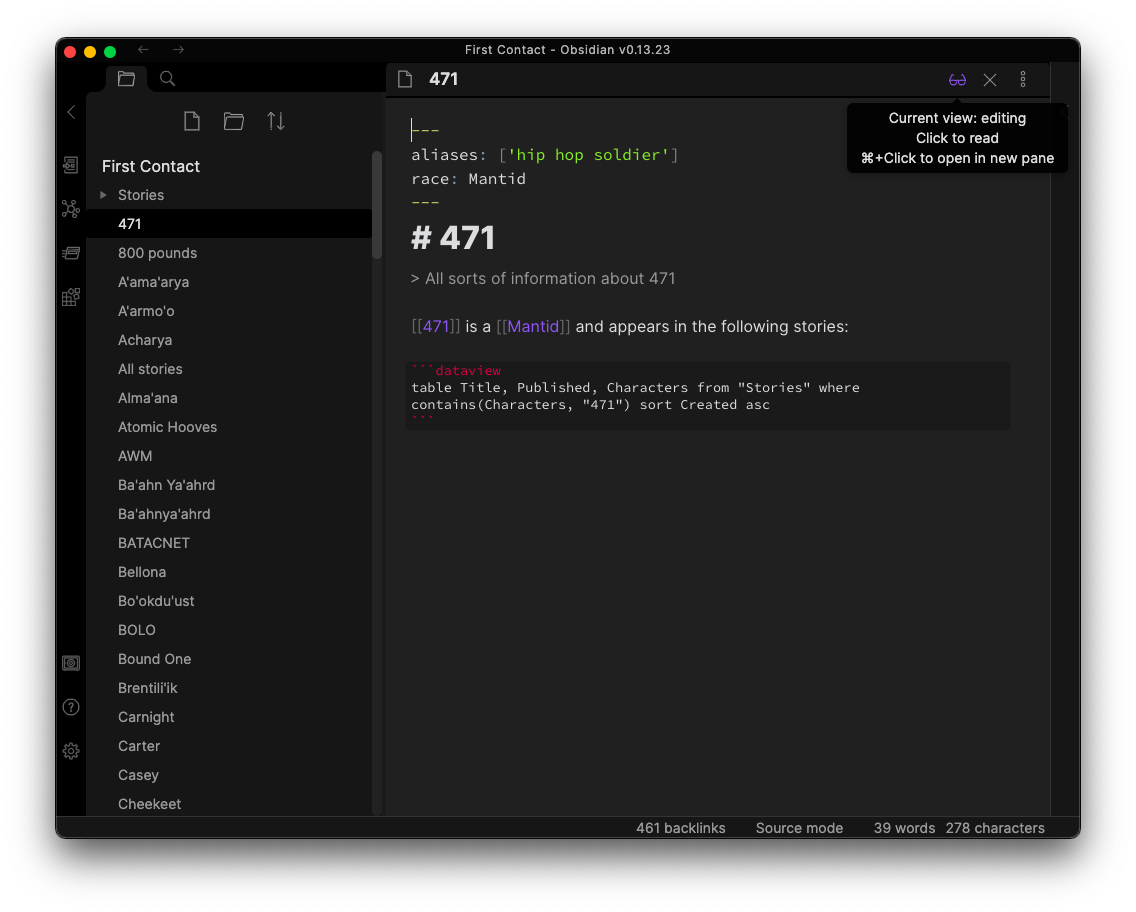 First Contact - Obsidian v0.13.23
471
Current view: editing
Click to read
⌘+Click to open in new pane
First Contact
Stories
471
800 pounds
A'ama'arya
A'armo'o
Acharya
All stories
Alma'ana
Atomic Hooves
AWM
Ba'ahn Ya'ahrd
Ba'ahnya'ahrd
BATACNET
Bellona
Bo'okdu'ust
BOLO
Bound One
Brentili'ik
Carnight
Carter
Casey
Cheekeet
---
aliases: ['hip hop soldier']
race: Mantid
---
# 471
> All sorts of information about 471
[[471]] is a [[Mantid]] and appears in the following stories:
```dataview
table Title, Published, Characters from "Stories" where
contains(Characters, "471") sort Created asc
```
461 backlinks Source mode 39 words 278 characters